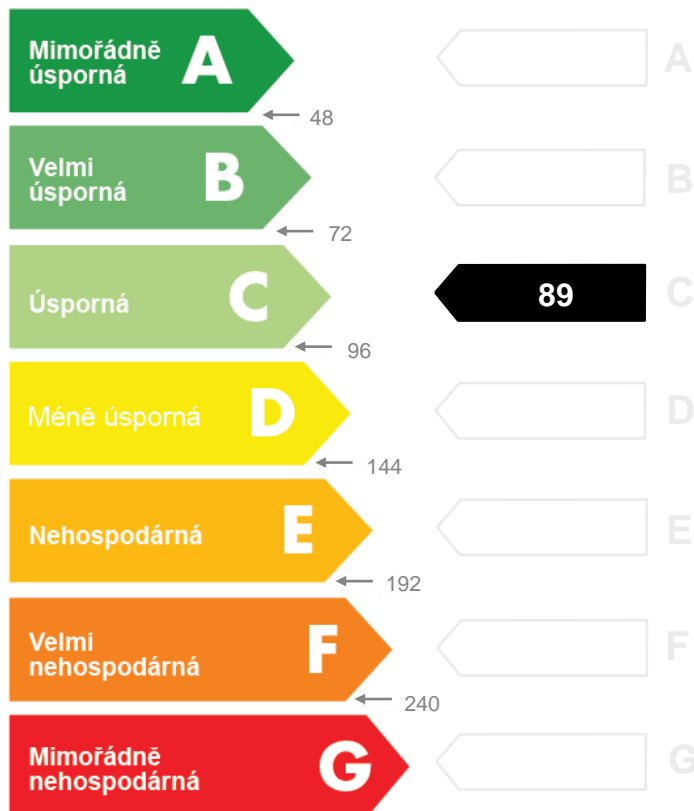 Mimořádně
úsporná
A
A
48
Velmi
úsporná
B
B
72
Úsporná
C
89
C
96
Méně úsporná
D
D
144
Nehospodárná
E
E
192
Velmi
nehospodárná
F
F
240
Mimořádně
nehospodárná
G
G